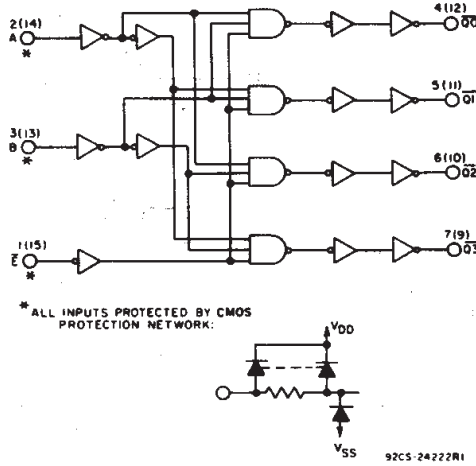 2(14)
A
*
4(12)
Q0
5(11)
Q1
3(13)
B
*
6(10)
Q2
7(9)
Q3
1(15)
E
*
* ALL INPUTS PROTECTED BY CMOS
PROTECTION NETWORK:
VDD
VSS
92CS-24222R1